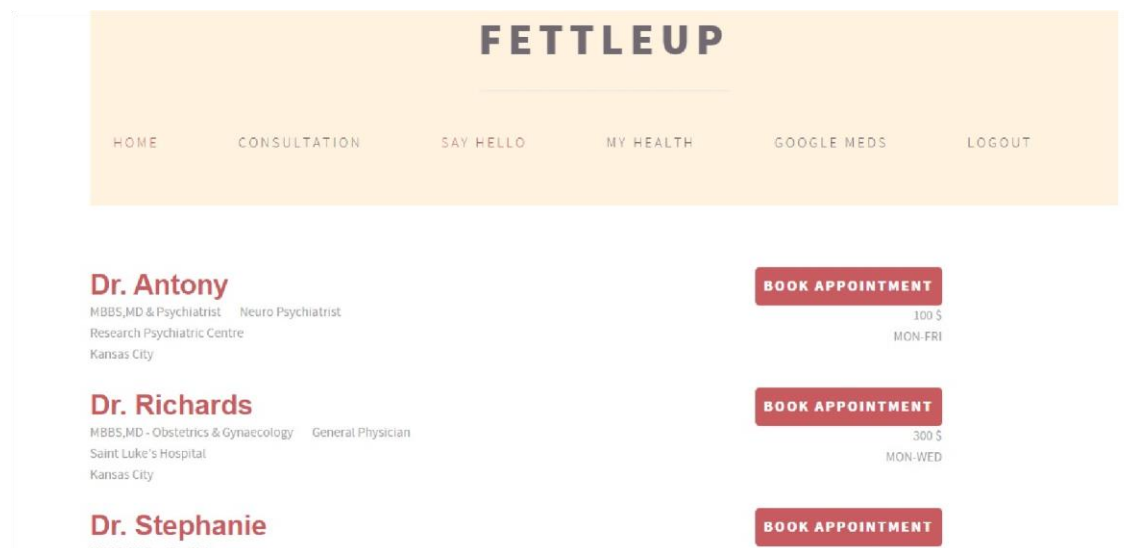 FETTLEUP
HOME CONSULTATION SAY HELLO MY HEALTH GOOGLE MEDS LOGOUT
Dr. Antony
BOOK APPOINTMENT
MBBS,MD & Psychiatrist Neuro Psychiatrist
100 $
Research Psychiatric Centre
MON-FRI
Kansas City
Dr. Richards
BOOK APPOINTMENT
MBBS,MD - Obstetrics & Gynaecology General Physician
300 $
Saint Luke's Hospital
MON-WED
Kansas City
Dr. Stephanie
BOOK APPOINTMENT